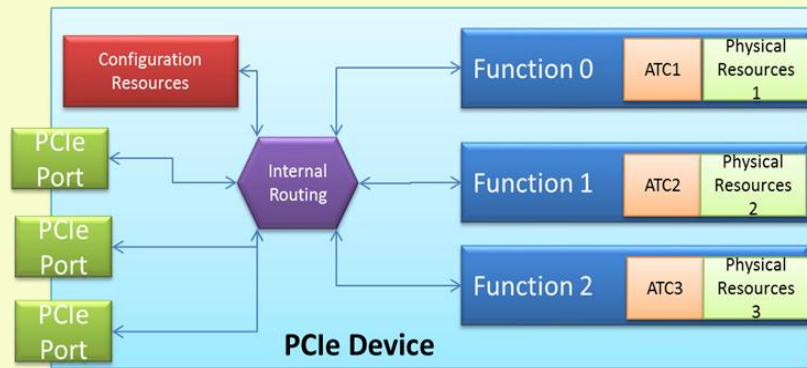 Configuration
Resources
PCIe
Port
PCIe
Port
PCIe
Port
Internal
Routing
Function 0
ATC1
Physical
Resources
1
Function 1
ATC2
Physical
Resources
2
Function 2
ATC3
Physical
Resources
3
PCIe Device